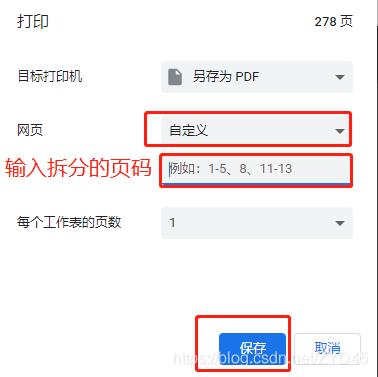 打印 278 页
目标打印机 另存为 PDF
网页 自定义
输入拆分的页码 例如：1-5、8、11-13
每个工作表的页数 1
保存 取消
https://blog.csdn.net/ZYD45